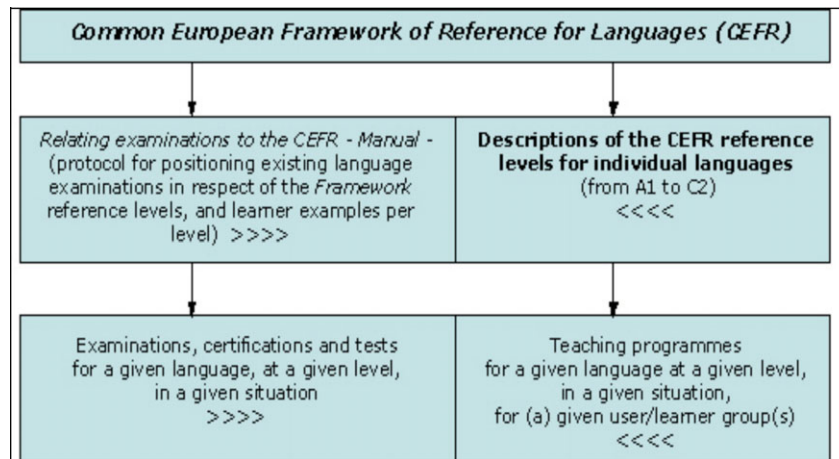 Common European Framework of Reference for Languages (CEFR)
Relating examinations to the CEFR - Manual -
(protocol for positioning existing language
examinations in respect of the Framework
reference levels, and learner examples per
level) >>>>
Descriptions of the CEFR reference
levels for individual languages
(from A1 to C2)
<<<<
Examinations, certifications and tests
for a given language, at a given level,
in a given situation
>>>>
Teaching programmes
for a given language at a given level,
in a given situation,
for (a) given user/learner group(s)
<<<<